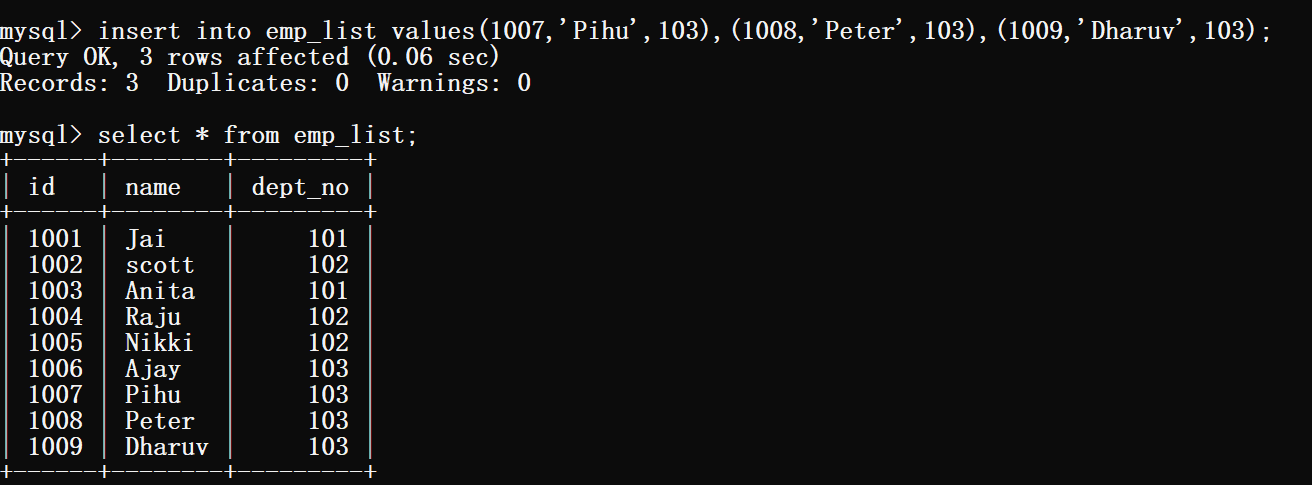 mysql> insert into emp_list values(1007,'Pihu',103),(1008,'Peter',103),(1009,'Dharuv',103);
Query OK, 3 rows affected (0.06 sec)
Records: 3  Duplicates: 0  Warnings: 0

mysql> select * from emp_list;
+------+--------+---------+
| id   | name   | dept_no |
+------+--------+---------+
| 1001 | Jai    |     101 |
| 1002 | scott  |     102 |
| 1003 | Anita  |     101 |
| 1004 | Raju   |     102 |
| 1005 | Nikki  |     102 |
| 1006 | Ajay   |     103 |
| 1007 | Pihu   |     103 |
| 1008 | Peter  |     103 |
| 1009 | Dharuv |     103 |
+------+--------+---------+